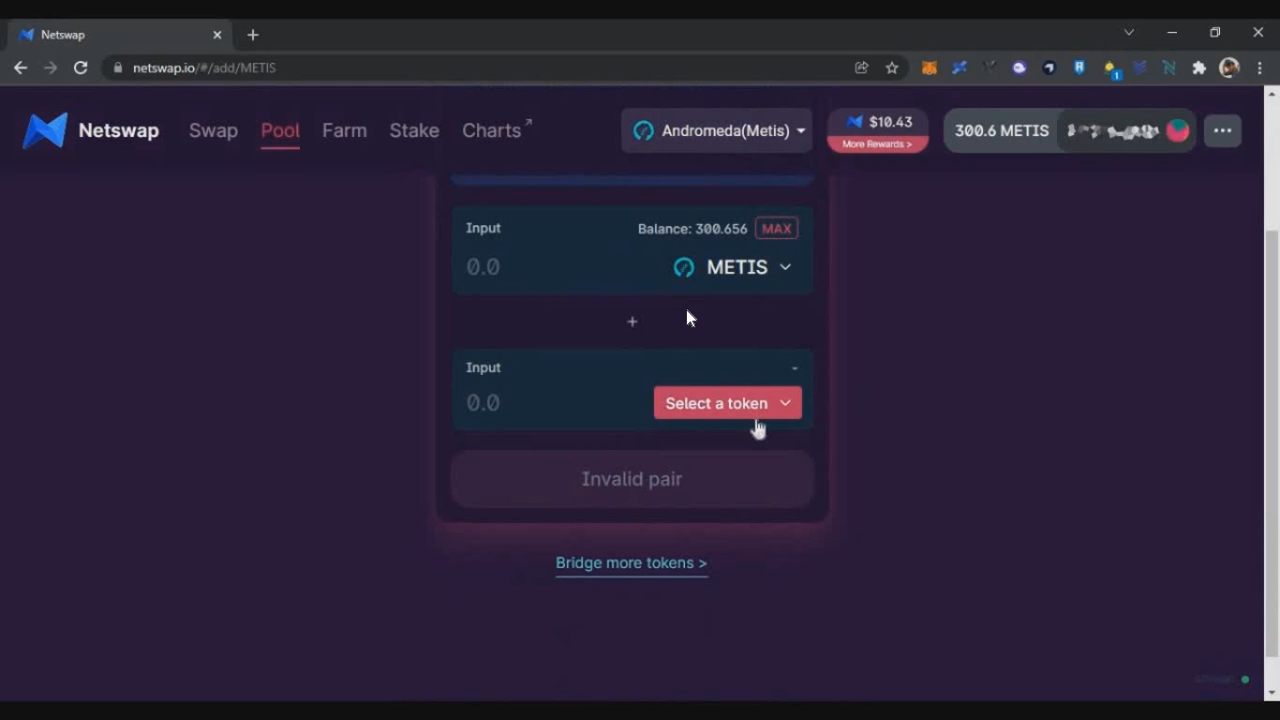 Netswap
netswap.io/#/add/METIS
1
Netswap
Swap
Pool
Farm
Stake
Charts
Andromeda(Metis)
$10.43
More Rewards >
300.6 METIS
Input
Balance: 300.656
MAX
0.0
METIS
+
Input
-
0.0
Select a token
Invalid pair
Bridge more tokens >